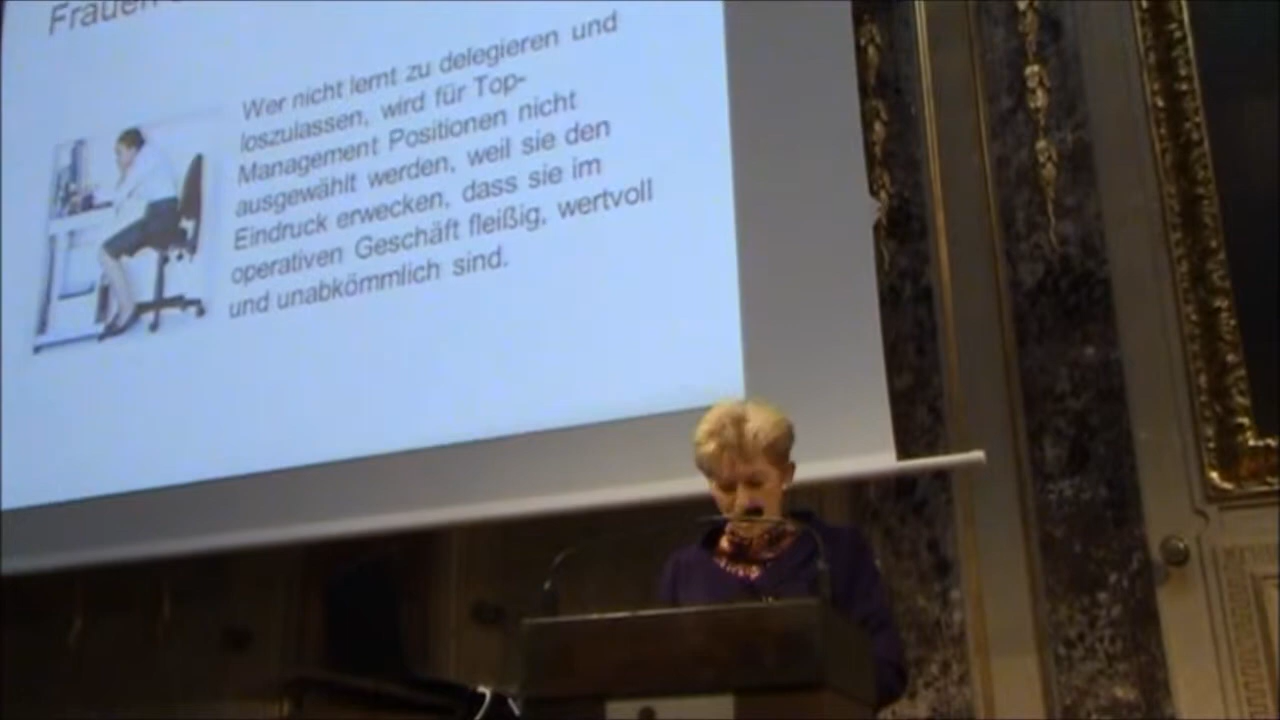 Frauen
Wer nicht lernt zu delegieren und
loszulassen, wird für Top-
Management Positionen nicht
ausgewählt werden, weil sie den
Eindruck erwecken, dass sie im
operativen Geschäft fleißig, wertvoll
und unabkömmlich sind.